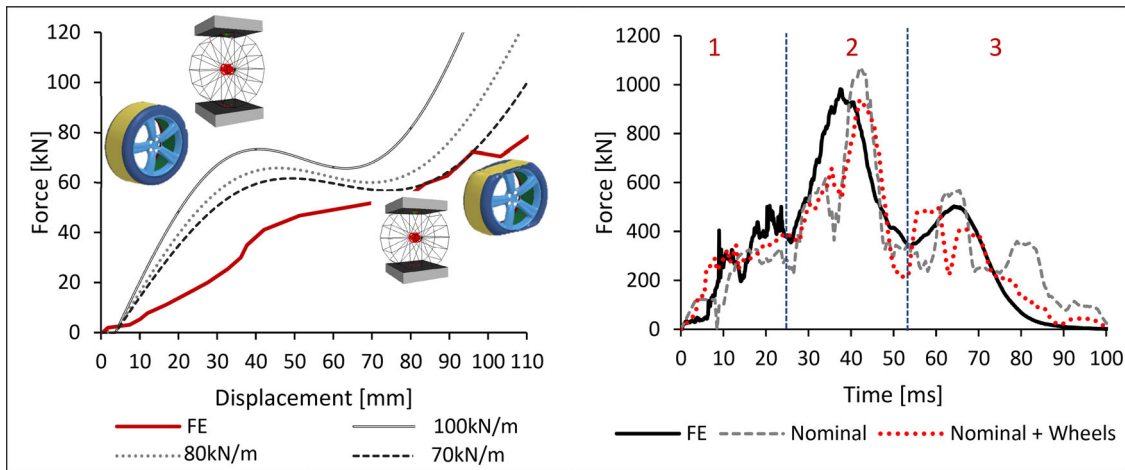 120
100
80
60
40
20
0
Force [kN]
0 10 20 30 40 50 60 70 80 90 100 110
Displacement [mm]
FE 100kN/m
80kN/m 70kN/m
1200
1000
800
600
400
200
0
Force [kN]
1 2 3
0 10 20 30 40 50 60 70 80 90 100
Time [ms]
FE Nominal Nominal + Wheels